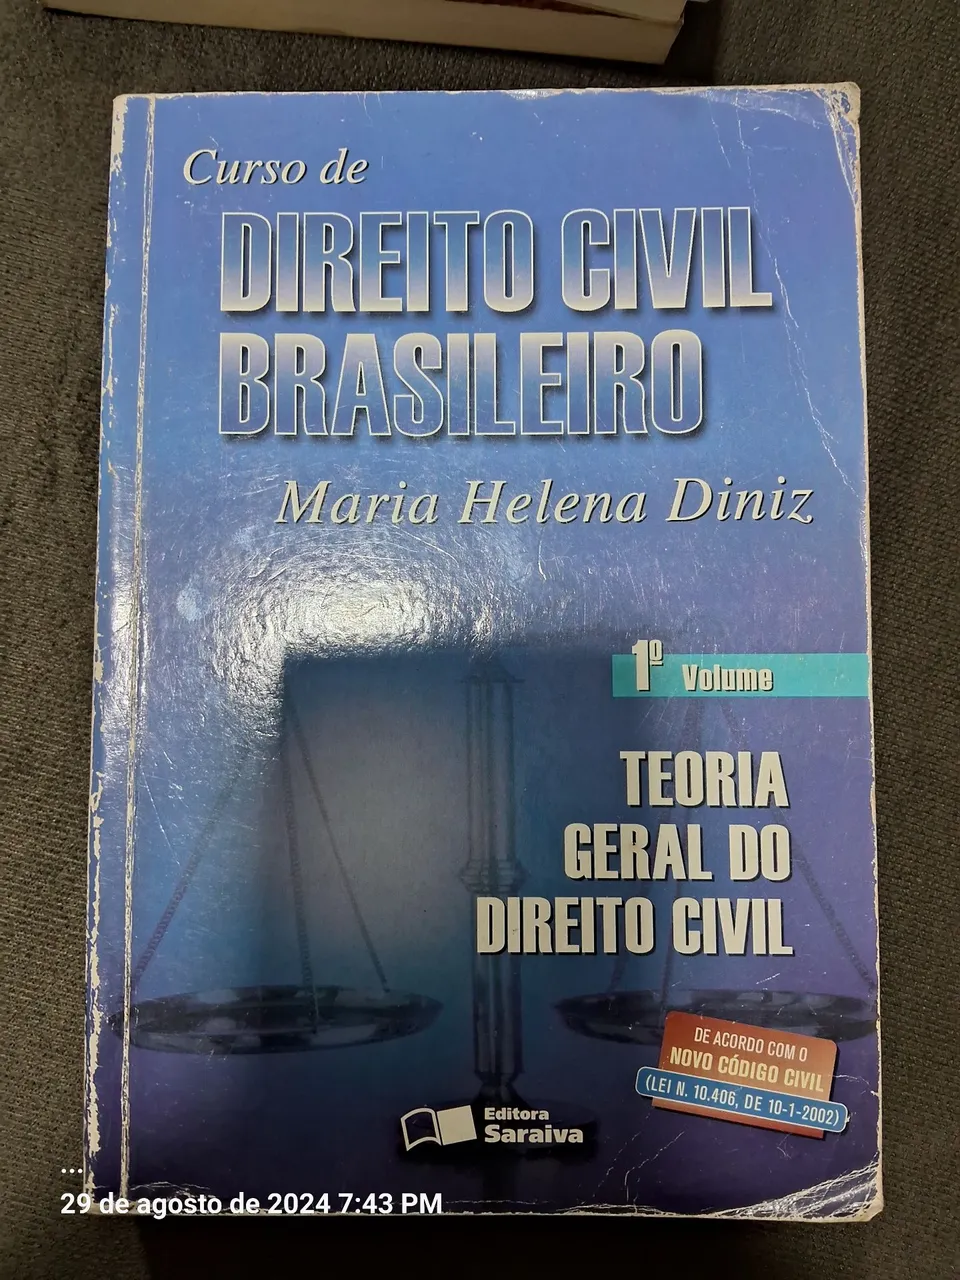 Curso de
DIREITO CIVIL
BRASILEIRO
Maria Helena Diniz
1º Volume
TEORIA
GERAL DO
DIREITO CIVIL
DE ACORDO COM O
NOVO CÓDIGO CIVIL
(LEI N. 10.406, DE 10-1-2002)
Editora
Saraiva
...
29 de agosto de 2024 7:43 PM